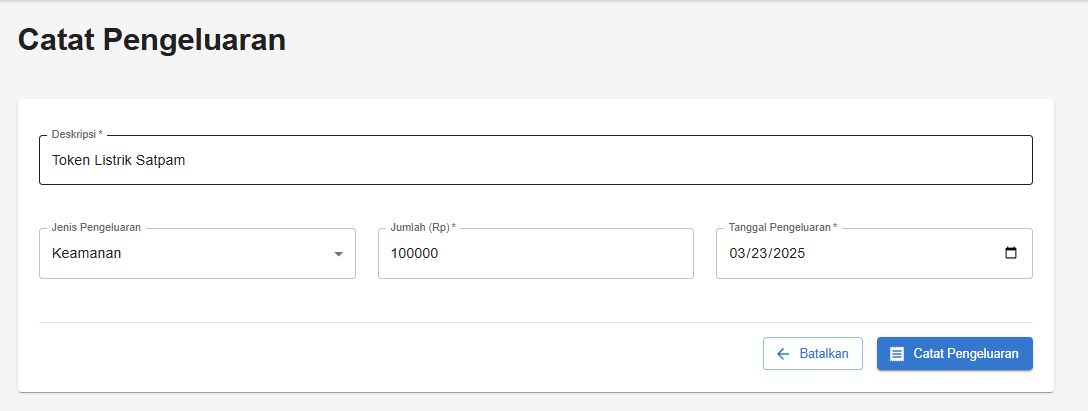 Catat Pengeluaran
Deskripsi *
Token Listrik Satpam
Jenis Pengeluaran
Keamanan
Jumlah (Rp) *
100000
Tanggal Pengeluaran *
03/23/2025
Batalkan
Catat Pengeluaran